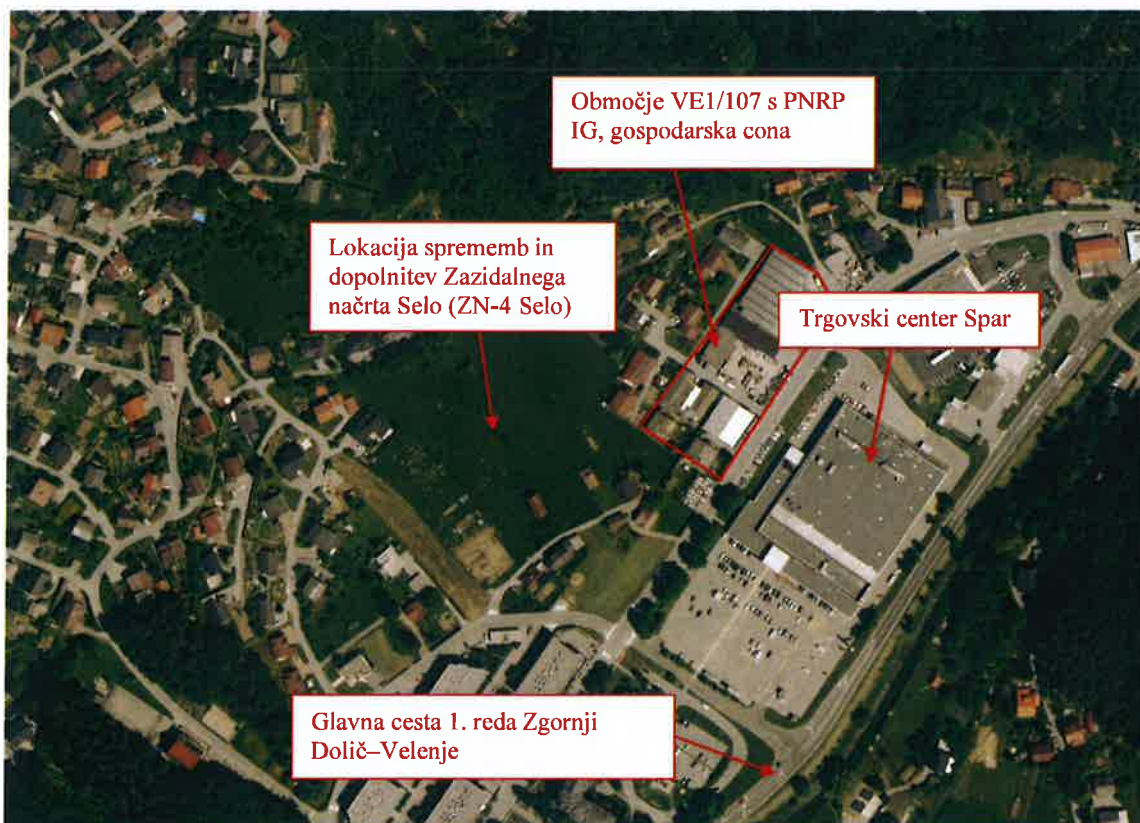 Območje VE1/107 s PNRP
IG, gospodarska cona
Lokacija sprememb in
dopolnitev Zazidalnega
načrta Selo (ZN-4 Selo)
Trgovski center Spar
Glavna cesta 1. reda Zgornji
Dolič–Velenje